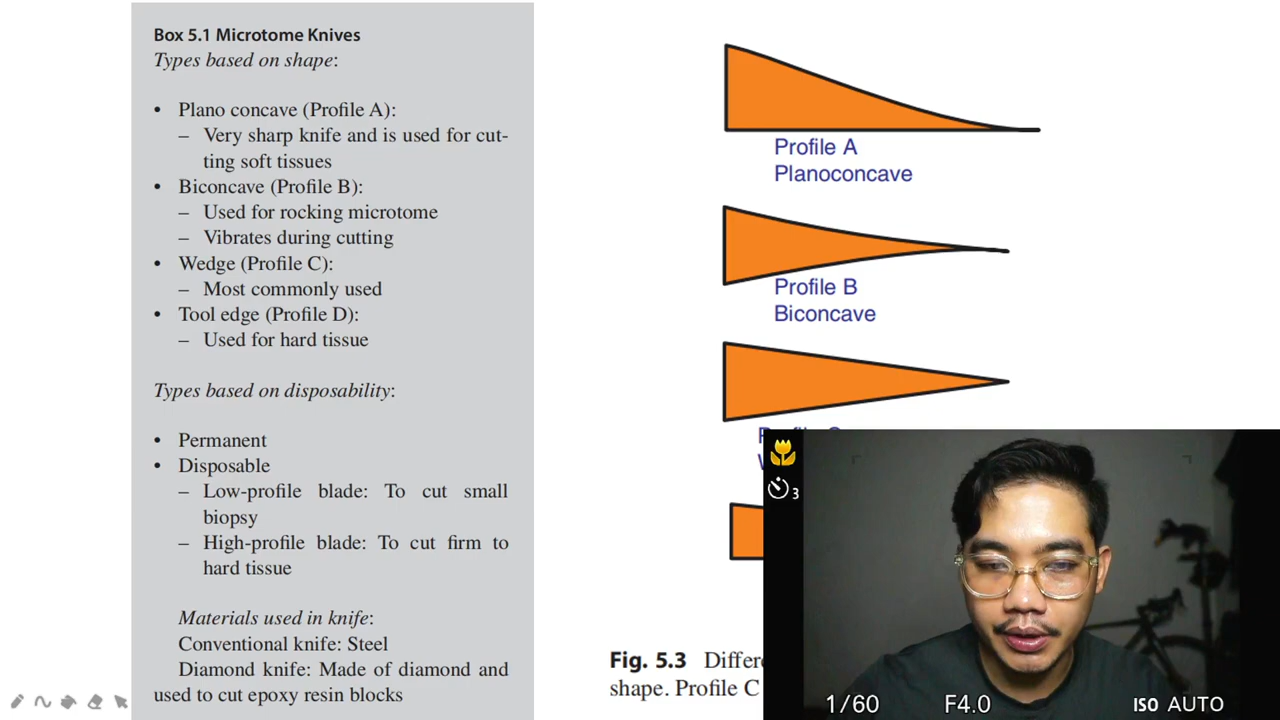 Box 5.1 Microtome Knives
Types based on shape:
• Plano concave (Profile A):
– Very sharp knife and is used for cut-
ting soft tissues
• Biconcave (Profile B):
– Used for rocking microtome
– Vibrates during cutting
• Wedge (Profile C):
– Most commonly used
• Tool edge (Profile D):
– Used for hard tissue
Types based on disposability:
• Permanent
• Disposable
– Low-profile blade: To cut small
biopsy
– High-profile blade: To cut firm to
hard tissue
Materials used in knife:
Conventional knife: Steel
Diamond knife: Made of diamond and
used to cut epoxy resin blocks
Profile A
Planoconcave
Profile B
Biconcave
Fig. 5.3
shape. Profile C
3
1/60 F4.0 ISO AUTO